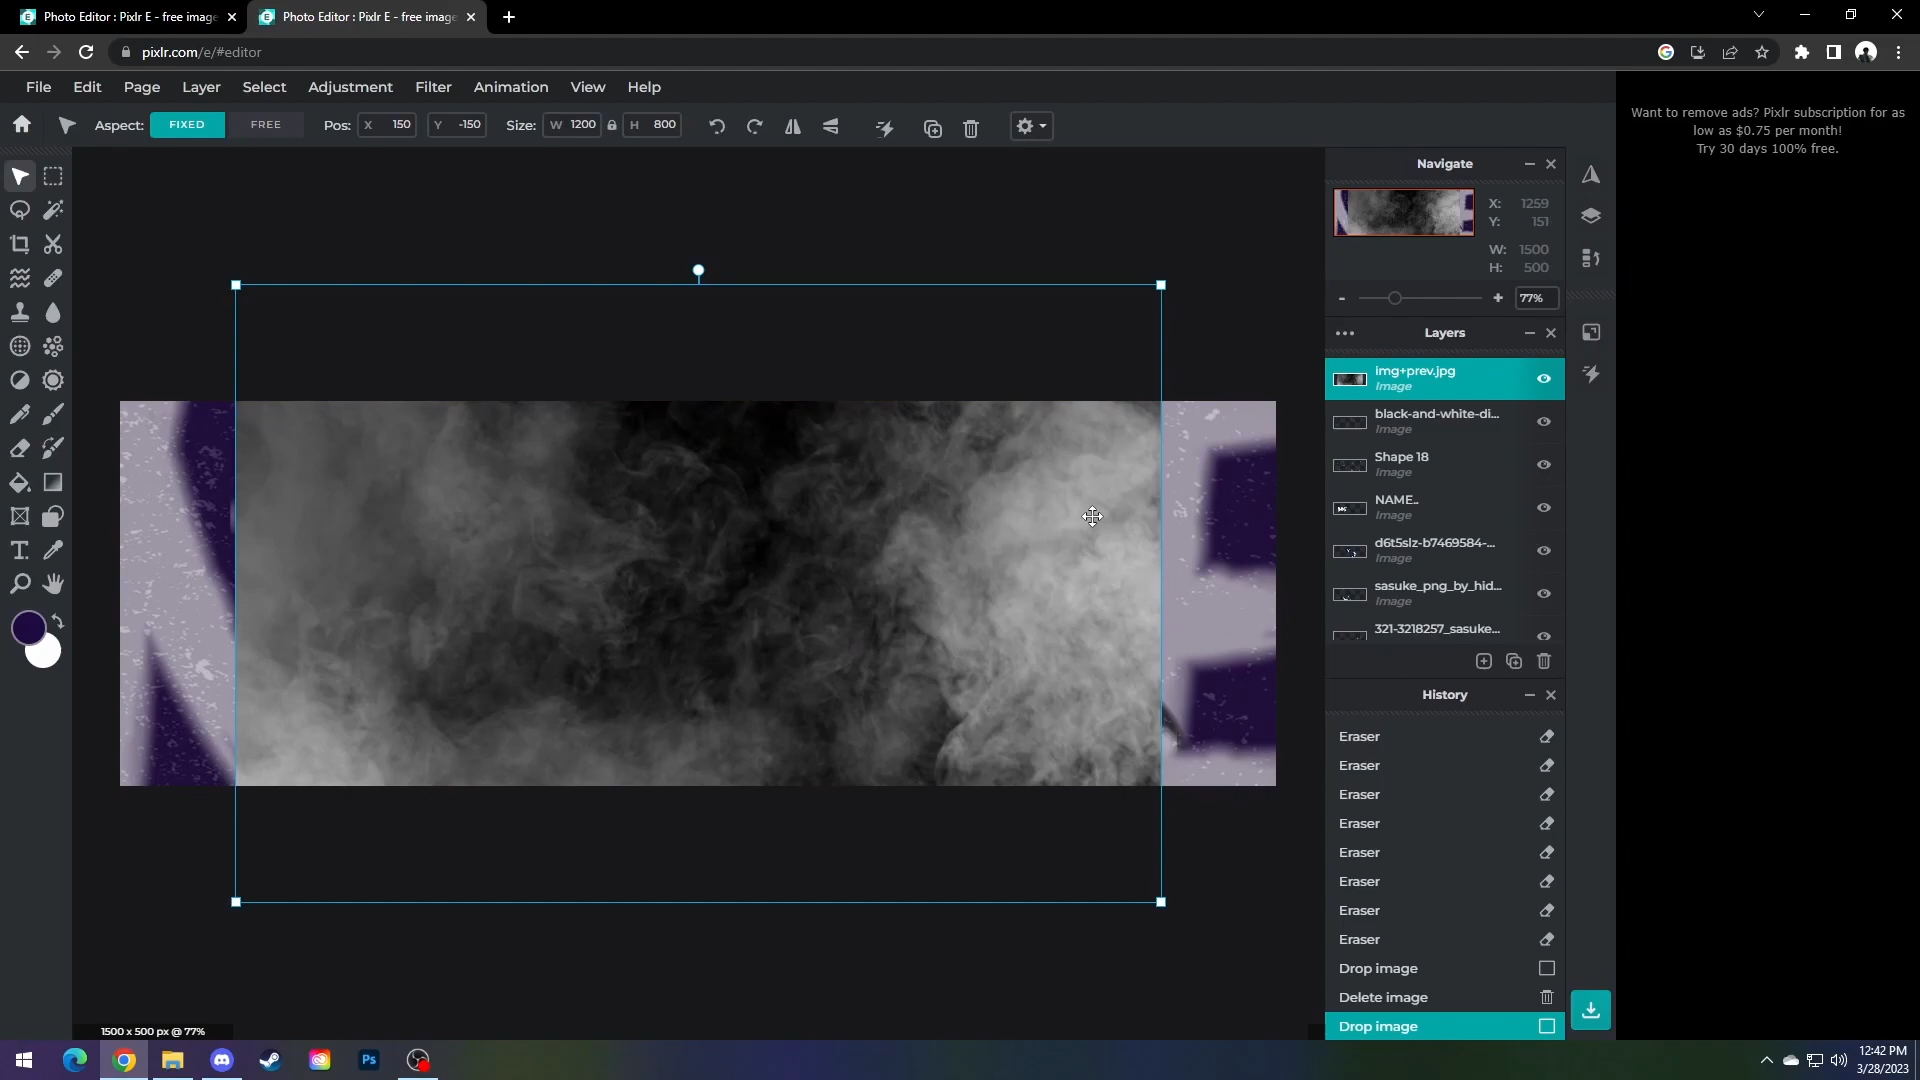 Photo Editor : Pixlr E - free image
Photo Editor : Pixlr E - free image
pixlr.com/e/#editor
File Edit Page Layer Select Adjustment Filter Animation View Help
Aspect: FIXED FREE Pos: X 150 Y -150 Size: W 1200 H 800
Want to remove ads? Pixlr subscription for as
low as $0.75 per month!
Try 30 days 100% free.
Navigate
X: 1259
Y: 151
W: 1500
H: 500
- + 77%
Layers
img+prev.jpg
Image
black-and-white-di...
Image
Shape 18
Image
NAME..
Image
d6t5slz-b7469584-...
Image
sasuke_png_by_hid...
Image
321-3218257_sasuke...
History
Eraser
Eraser
Eraser
Eraser
Eraser
Eraser
Eraser
Eraser
Drop image
Delete image
Drop image
1500 x 500 px @ 77%
Ps
12:42 PM
3/28/2023